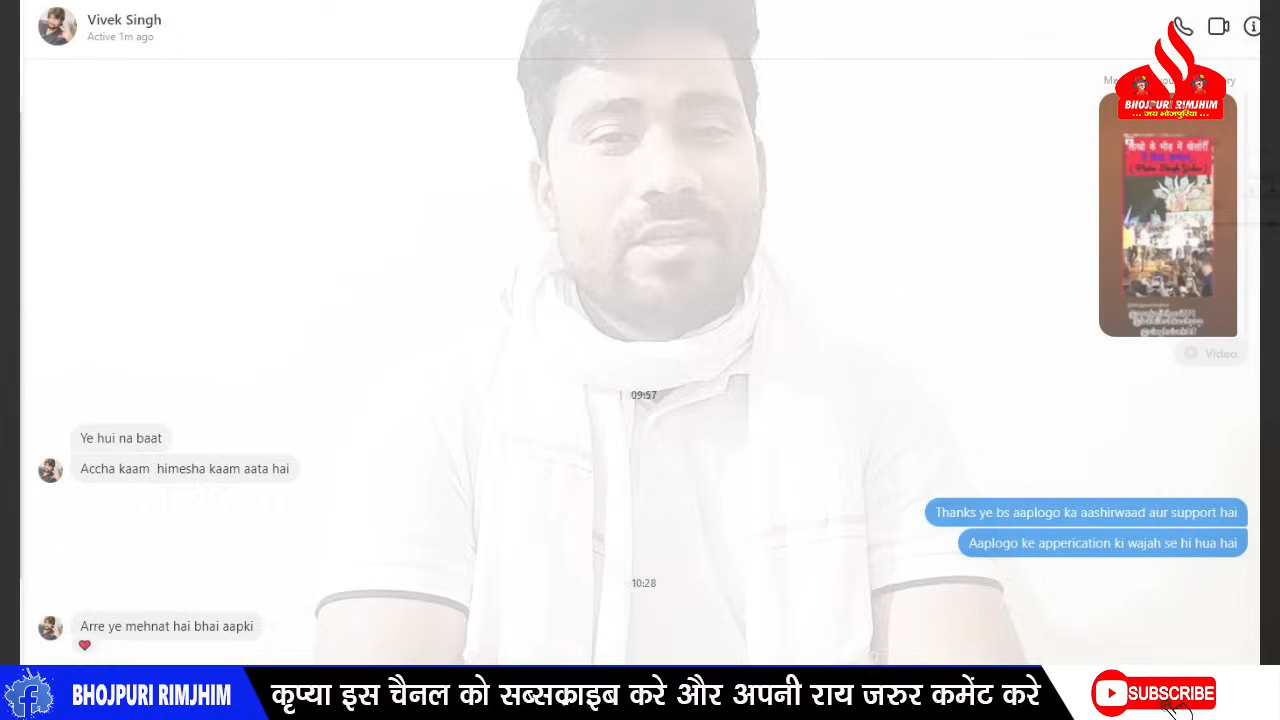 Vivek Singh
Active 1m ago
BHOJPURI RIMJHIM
... जय भोजपुरिया ...
Video
09:57
Ye hui na baat
Accha kaam himesha kaam aata hai
Thanks ye bs aaplogo ka aashirwaad aur support hai
Aaplogo ke apperication ki wajah se hi hua hai
10:28
Arre ye mehnat hai bhai aapki
BHOJPURI RIMJHIM
कृप्या इस चैनल को सब्सक्राइब करे और अपनी राय जरुर कमेंट करे
SUBSCRIBE